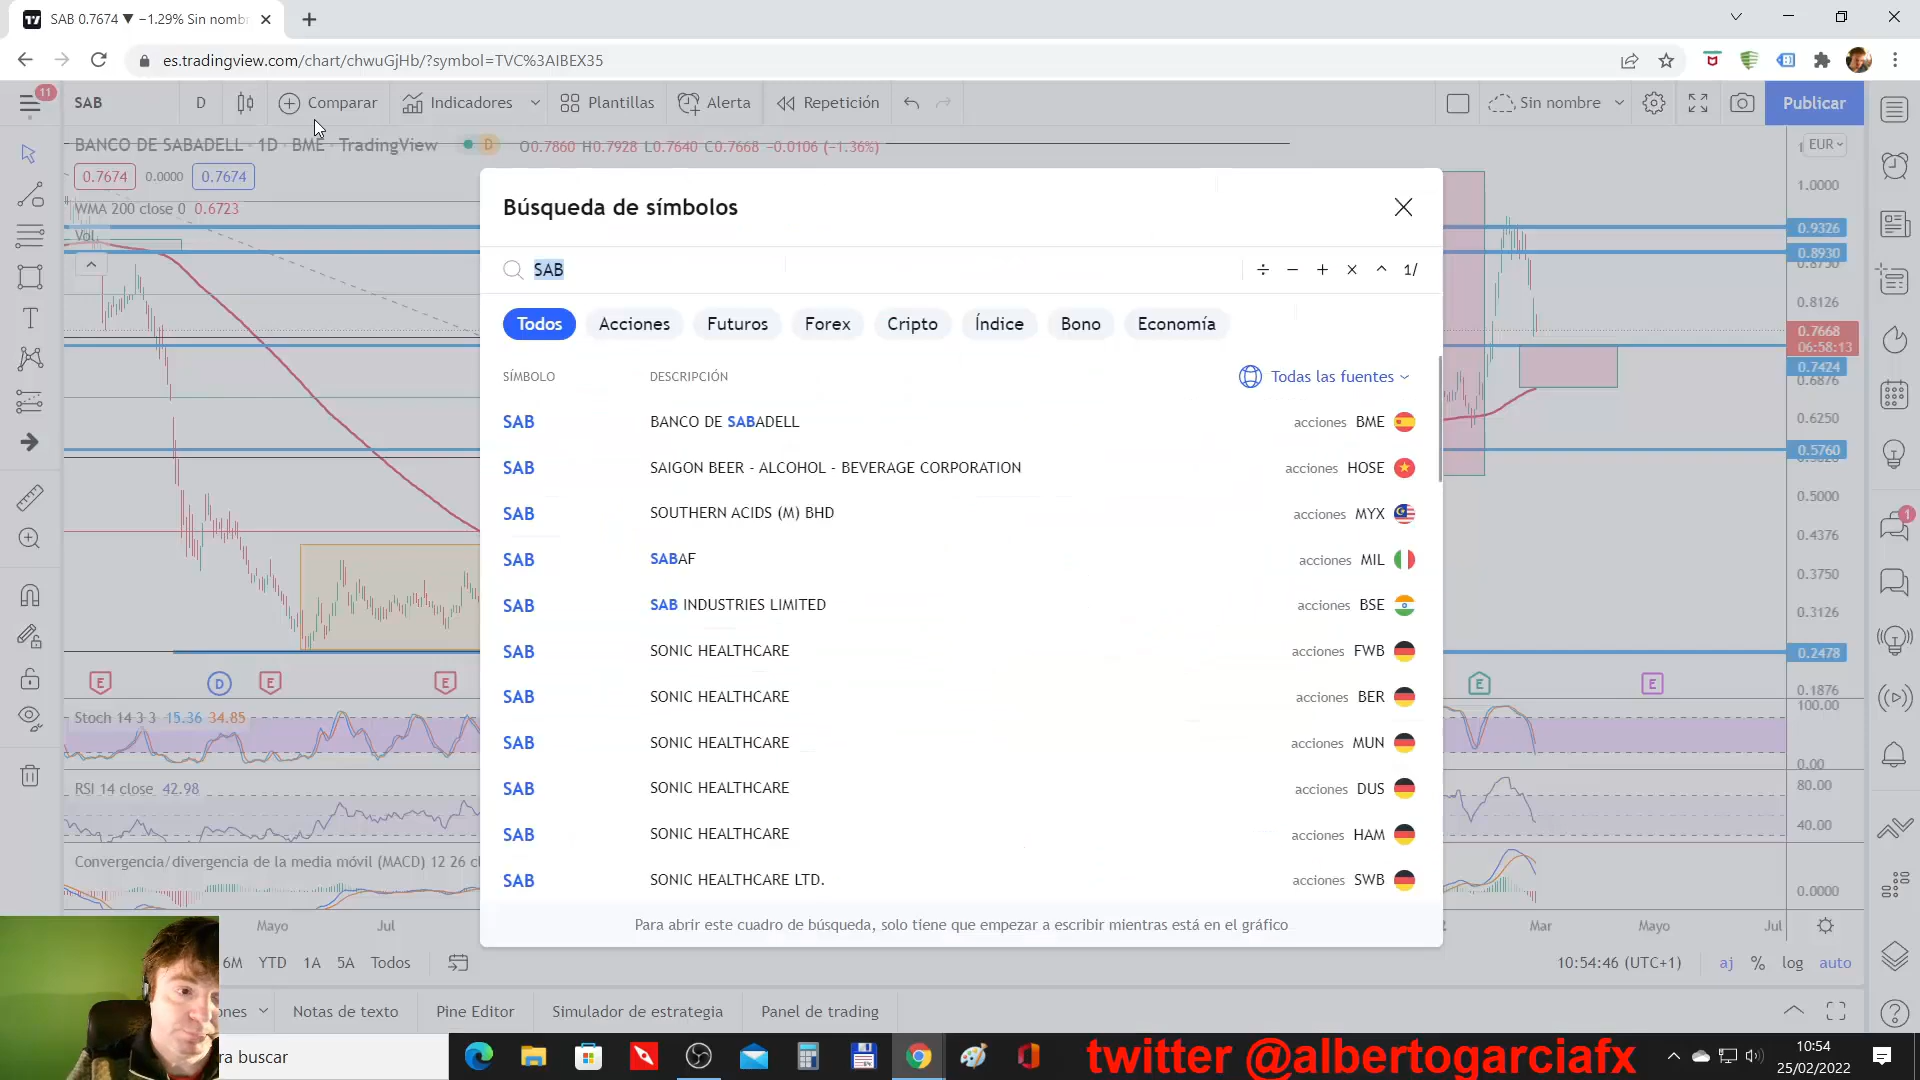 SAB 0.7674 ▼ −1.29% Sin nomb
es.tradingview.com/chart/chwuGjHb/?symbol=TVC%3AIBEX35
11
SAB
D
Comparar
Indicadores
Plantillas
Alerta
Repetición
Sin nombre
Publicar
BANCO DE SABADELL · 1D · BME · TradingView
D
O0.7860 H0.7928 L0.7640 C0.7668 −0.0106 (−1.36%)
EUR
0.7674
0.0000
0.7674
WMA 200 close 0 0.6723
Vol
Búsqueda de símbolos
SAB
÷ − + × ^ 1/
Todos
Acciones
Futuros
Forex
Cripto
Índice
Bono
Economía
SÍMBOLO
DESCRIPCIÓN
Todas las fuentes
SAB BANCO DE SABADELL acciones BME
SAB SAIGON BEER - ALCOHOL - BEVERAGE CORPORATION acciones HOSE
SAB SOUTHERN ACIDS (M) BHD acciones MYX
SAB SABAF acciones MIL
SAB SAB INDUSTRIES LIMITED acciones BSE
SAB SONIC HEALTHCARE acciones FWB
SAB SONIC HEALTHCARE acciones BER
SAB SONIC HEALTHCARE acciones MUN
SAB SONIC HEALTHCARE acciones DUS
SAB SONIC HEALTHCARE acciones HAM
SAB SONIC HEALTHCARE LTD. acciones SWB
Para abrir este cuadro de búsqueda, solo tiene que empezar a escribir mientras está en el gráfico
1.0000
0.9326
0.8930
0.8126
0.7668
06:58:13
0.7424
0.6876
0.6250
0.5760
0.5000
0.4376
0.3750
0.3126
0.2478
0.1876
100.00
0.00
80.00
40.00
0.0000
1
E
D
E
E
E
E
Stoch 14 3 3 15.36 34.85
RSI 14 close 42.98
Convergencia/divergencia de la media móvil (MACD) 12 26 cl
Mayo
Jul
Mar
Mayo
Jul
6M
YTD
1A
5A
Todos
10:54:46 (UTC+1)
aj
%
log
auto
ones
Notas de texto
Pine Editor
Simulador de estrategia
Panel de trading
ra buscar
twitter @albertogarciafx
10:54
25/02/2022